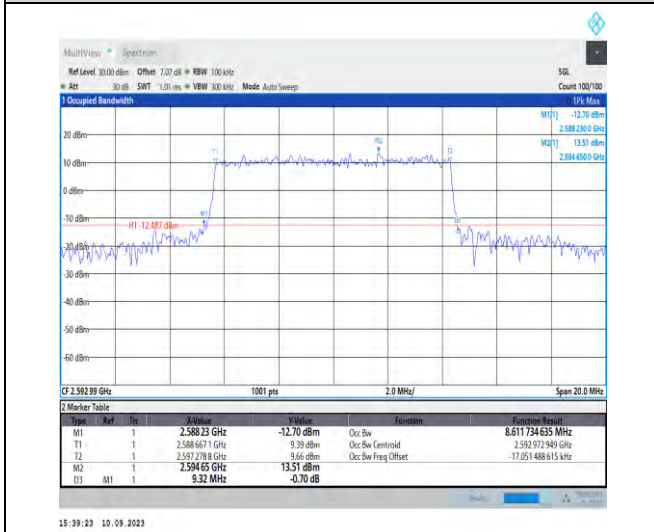 MultiView Spectrum
Ref Level 30.00 dBm Offset 7.07 dB RBW 100 kHz SGL
Att 30 dB SWT 1.01 ms VBW 300 kHz Mode Auto Sweep Count 100/100
1 Occupied Bandwidth 1Pk Max
M1[1] -12.70 dBm
2.588 230 0 GHz
M2[1] 13.51 dBm
2.594 650 0 GHz
20 dBm
M2
T1 T2
10 dBm
0 dBm
-10 dBm
M1
H1 -12.487 dBm
-20 dBm
-30 dBm
-40 dBm
-50 dBm
-60 dBm
CF 2.592 99 GHz 1001 pts 2.0 MHz/ Span 20.0 MHz
2 Marker Table
Type Ref Trc X-Value Y-Value Function Function Result
M1 1 2.588 23 GHz -12.70 dBm Occ Bw 8.611 734 635 MHz
T1 1 2.588 667 1 GHz 9.39 dBm Occ Bw Centroid 2.592 972 949 GHz
T2 1 2.597 278 8 GHz 9.66 dBm Occ Bw Freq Offset -17.051 488 615 kHz
M2 1 2.594 65 GHz 13.51 dBm
D3 M1 1 9.32 MHz -0.70 dB
15:39:23 10.09.2023